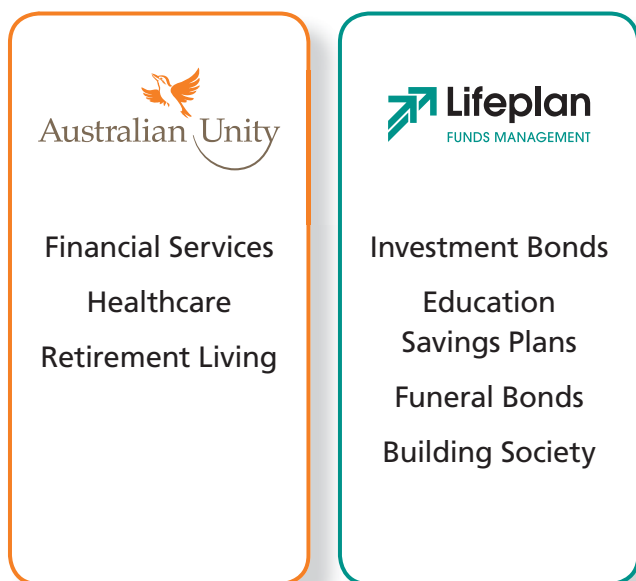 Australian Unity
Financial Services
Healthcare
Retirement Living
Lifeplan
FUNDS MANAGEMENT
Investment Bonds
Education
Savings Plans
Funeral Bonds
Building Society